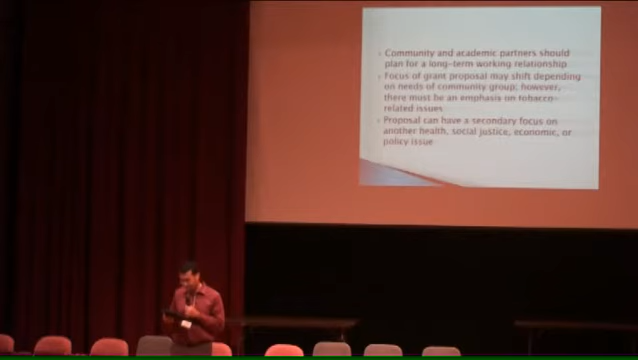 Community and academic partners should
plan for a long-term working relationship
Focus of grant proposal may shift depending
on needs of community group; however,
there must be an emphasis on tobacco-
related issues
Proposal can have a secondary focus on
another health, social justice, economic, or
policy issue